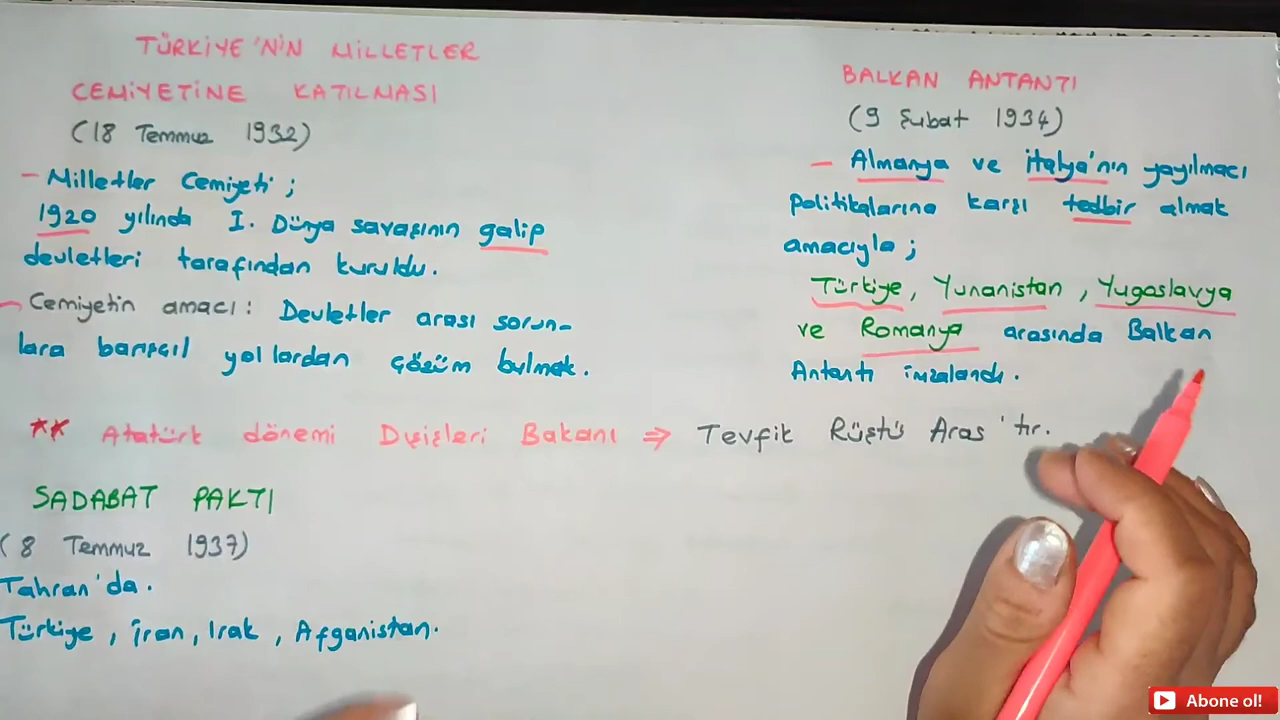 TÜRKİYE'NİN MİLLETLER
CEMİYETİNE KATILMASI
(18 Temmuz 1932)
- Milletler Cemiyeti ;
1920 yılında I. Dünya savaşının galip
devletleri tarafından kuruldu.
- Cemiyetin amacı : Devletler arası sorun-
lara barışçıl yollardan çözüm bulmak.
BALKAN ANTANTI
(9 Şubat 1934)
- Almanya ve İtalya'nın yayılmacı
politikalarına karşı tedbir almak
amacıyla ;
Türkiye, Yunanistan, Yugoslavya
ve Romanya arasında Balkan
Antantı imzalandı.
** Atatürk dönemi Dışişleri Bakanı ⇒ Tevfik Rüştü Aras'tır.
SADABAT PAKTI
(8 Temmuz 1937)
Tahran'da.
Türkiye, İran, Irak, Afganistan.
Abone ol!